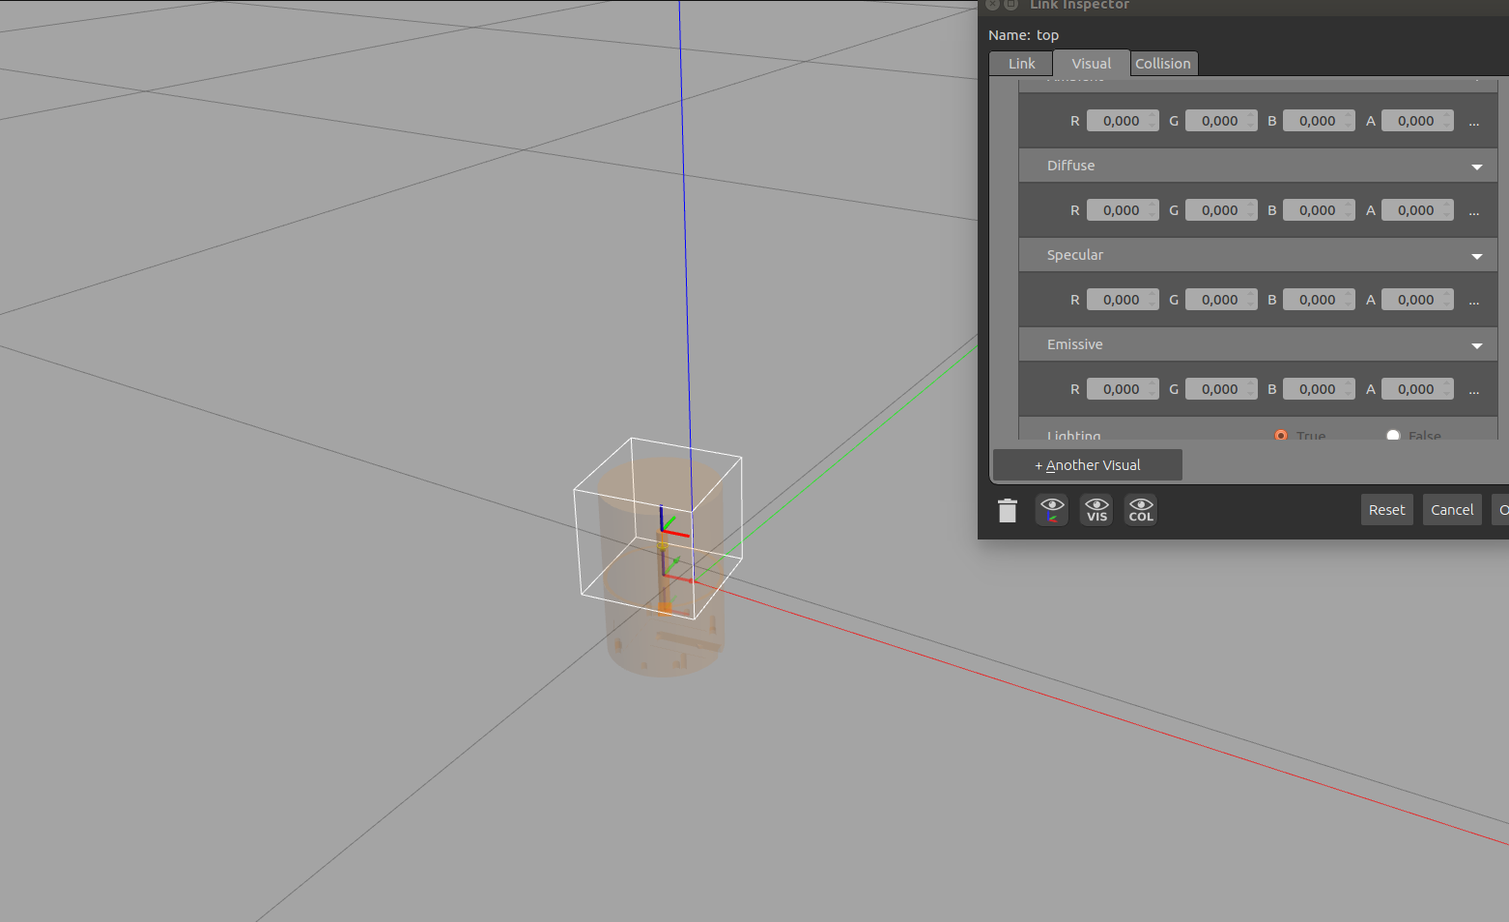 Link Inspector
Name: top
Link Visual Collision
Ambient
R 0,000 G 0,000 B 0,000 A 0,000 ...
Diffuse
R 0,000 G 0,000 B 0,000 A 0,000 ...
Specular
R 0,000 G 0,000 B 0,000 A 0,000 ...
Emissive
R 0,000 G 0,000 B 0,000 A 0,000 ...
Lighting True False
+ Another Visual
VIS COL Reset Cancel O